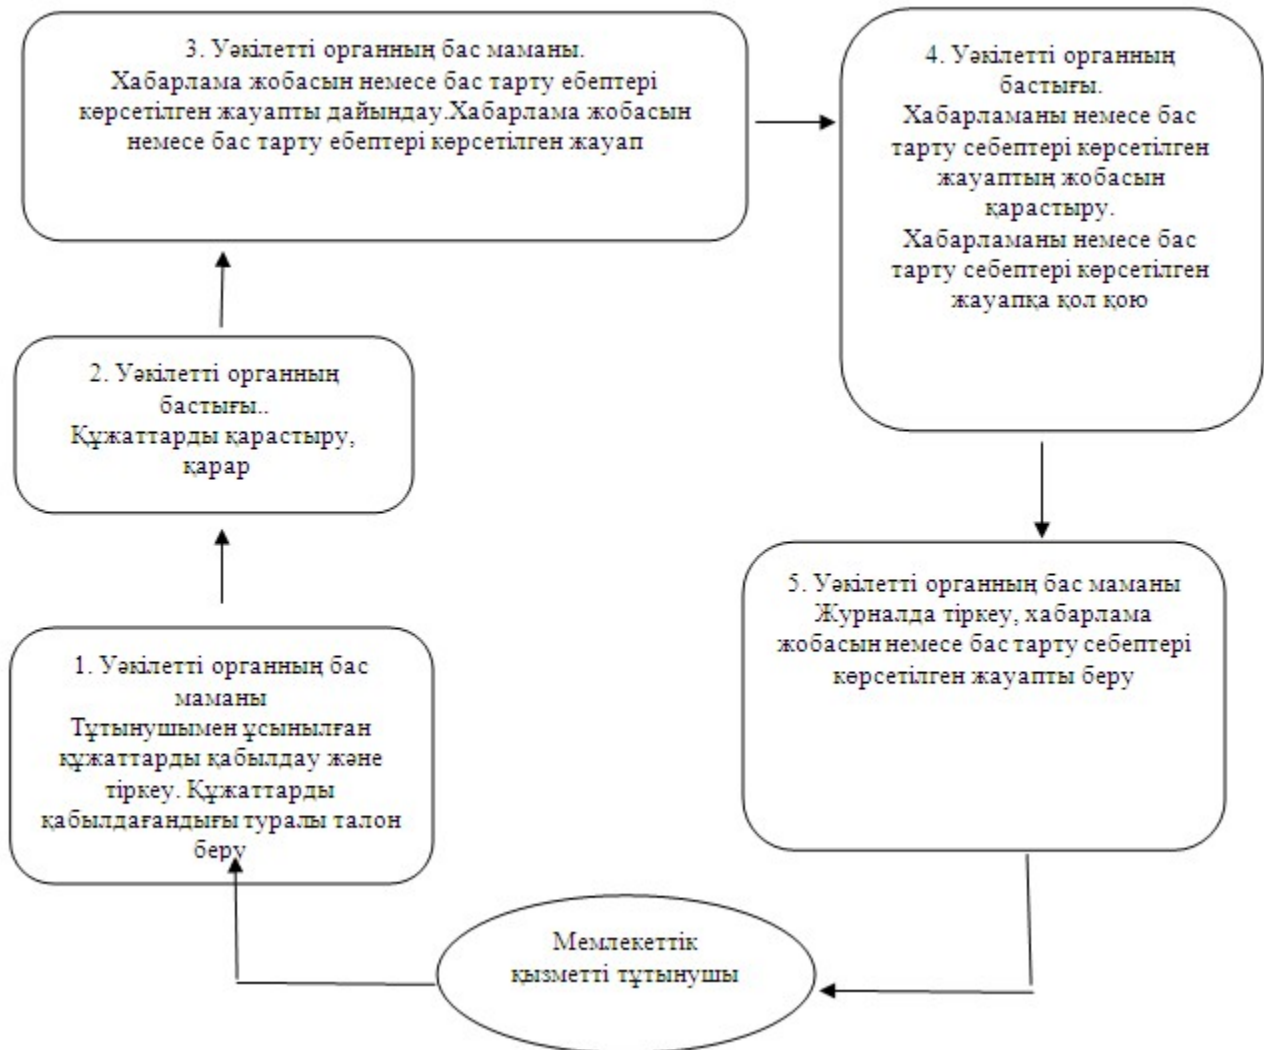 3. Уәкілетті органның бас маманы.
Хабарлама жобасын немесе бас тарту ебептері
көрсетілген жауапты дайындау.Хабарлама жобасын
немесе бас тарту ебептері көрсетілген жауап
4. Уәкілетті органның
бастығы.
Хабарламаны немесе бас
тарту себептері көрсетілген
жауаптың жобасын
қарастыру.
Хабарламаны немесе бас
тарту себептері көрсетілген
жауапқа қол қою
2. Уәкілетті органның
бастығы..
Құжаттарды қарастыру,
қарар
5. Уәкілетті органның бас маманы
Журналда тіркеу, хабарлама
жобасын немесе бас тарту себептері
көрсетілген жауапты беру
1. Уәкілетті органның бас
маманы
Тұтынушымен ұсынылған
құжаттарды қабылдау және
тіркеу. Құжаттарды
қабылдағандығы туралы талон
беру
Мемлекеттік
қызметті тұтынушы